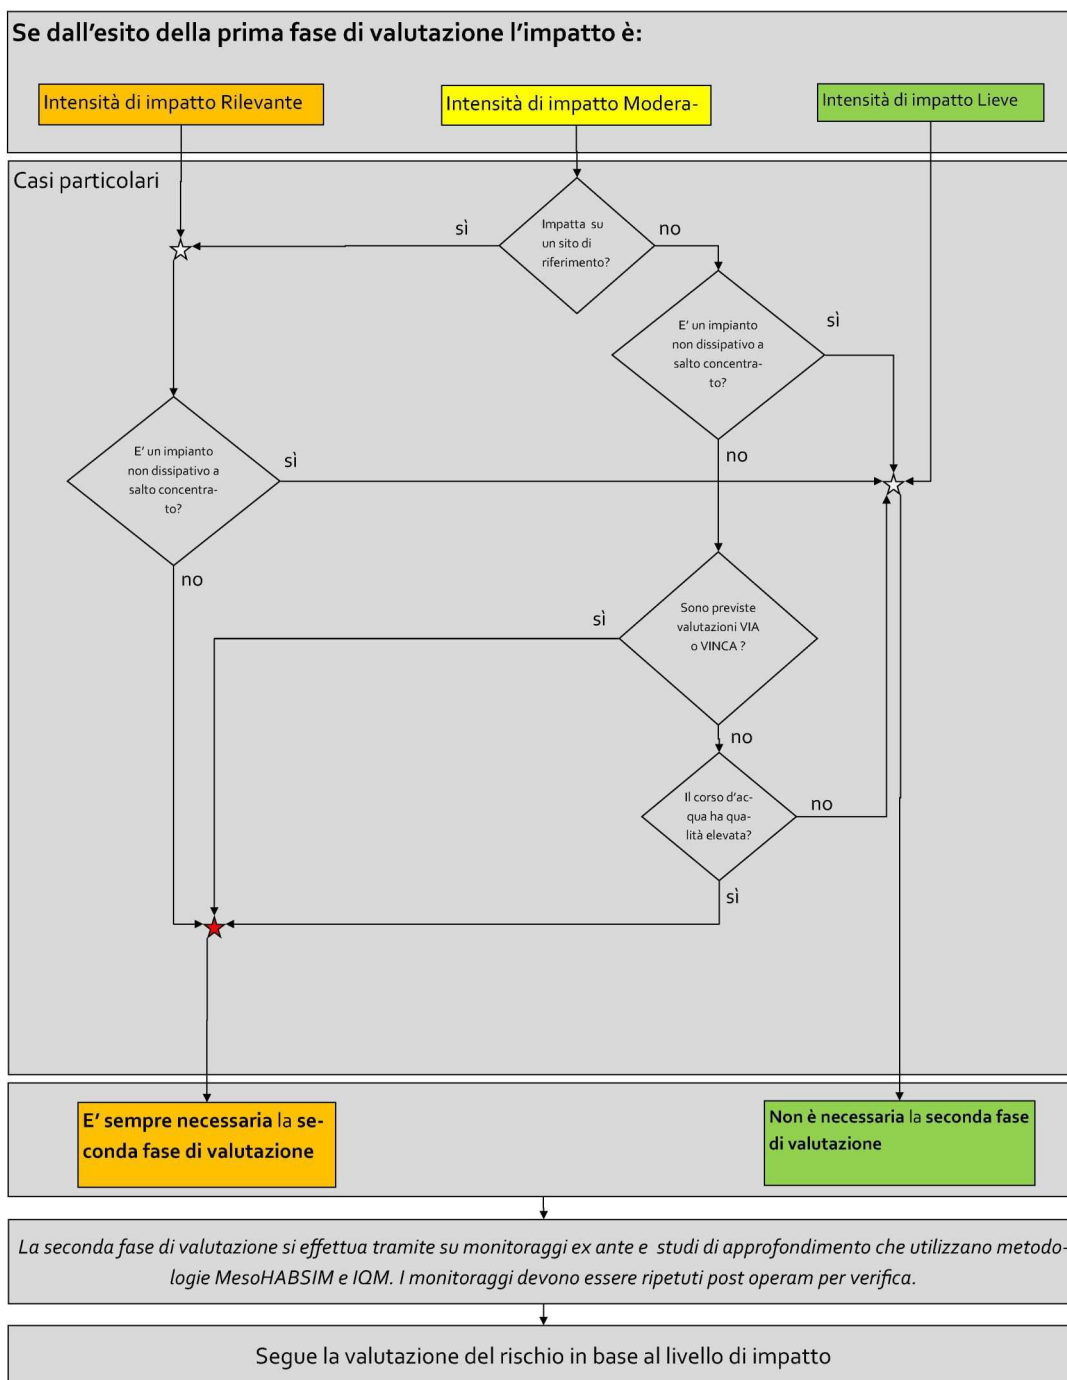 Se dall'esito della prima fase di valutazione l'impatto è:
Intensità di impatto Rilevante
Intensità di impatto Modera-
Intensità di impatto Lieve
Casi particolari
Impatta su
un sito di
riferimento?
sì
no
E' un impianto
non dissipativo a
salto concentra-
to?
sì
no
E' un impianto
non dissipativo a
salto concentra-
to?
sì
no
Sono previste
valutazioni VIA
o VINCA ?
sì
no
Il corso d'ac-
qua ha qua-
lità elevata?
no
sì
E' sempre necessaria la se-
conda fase di valutazione
Non è necessaria la seconda fase
di valutazione
La seconda fase di valutazione si effettua tramite su monitoraggi ex ante e studi di approfondimento che utilizzano metodo-
logie MesoHABSIM e IQM. I monitoraggi devono essere ripetuti post operam per verifica.
Segue la valutazione del rischio in base al livello di impatto